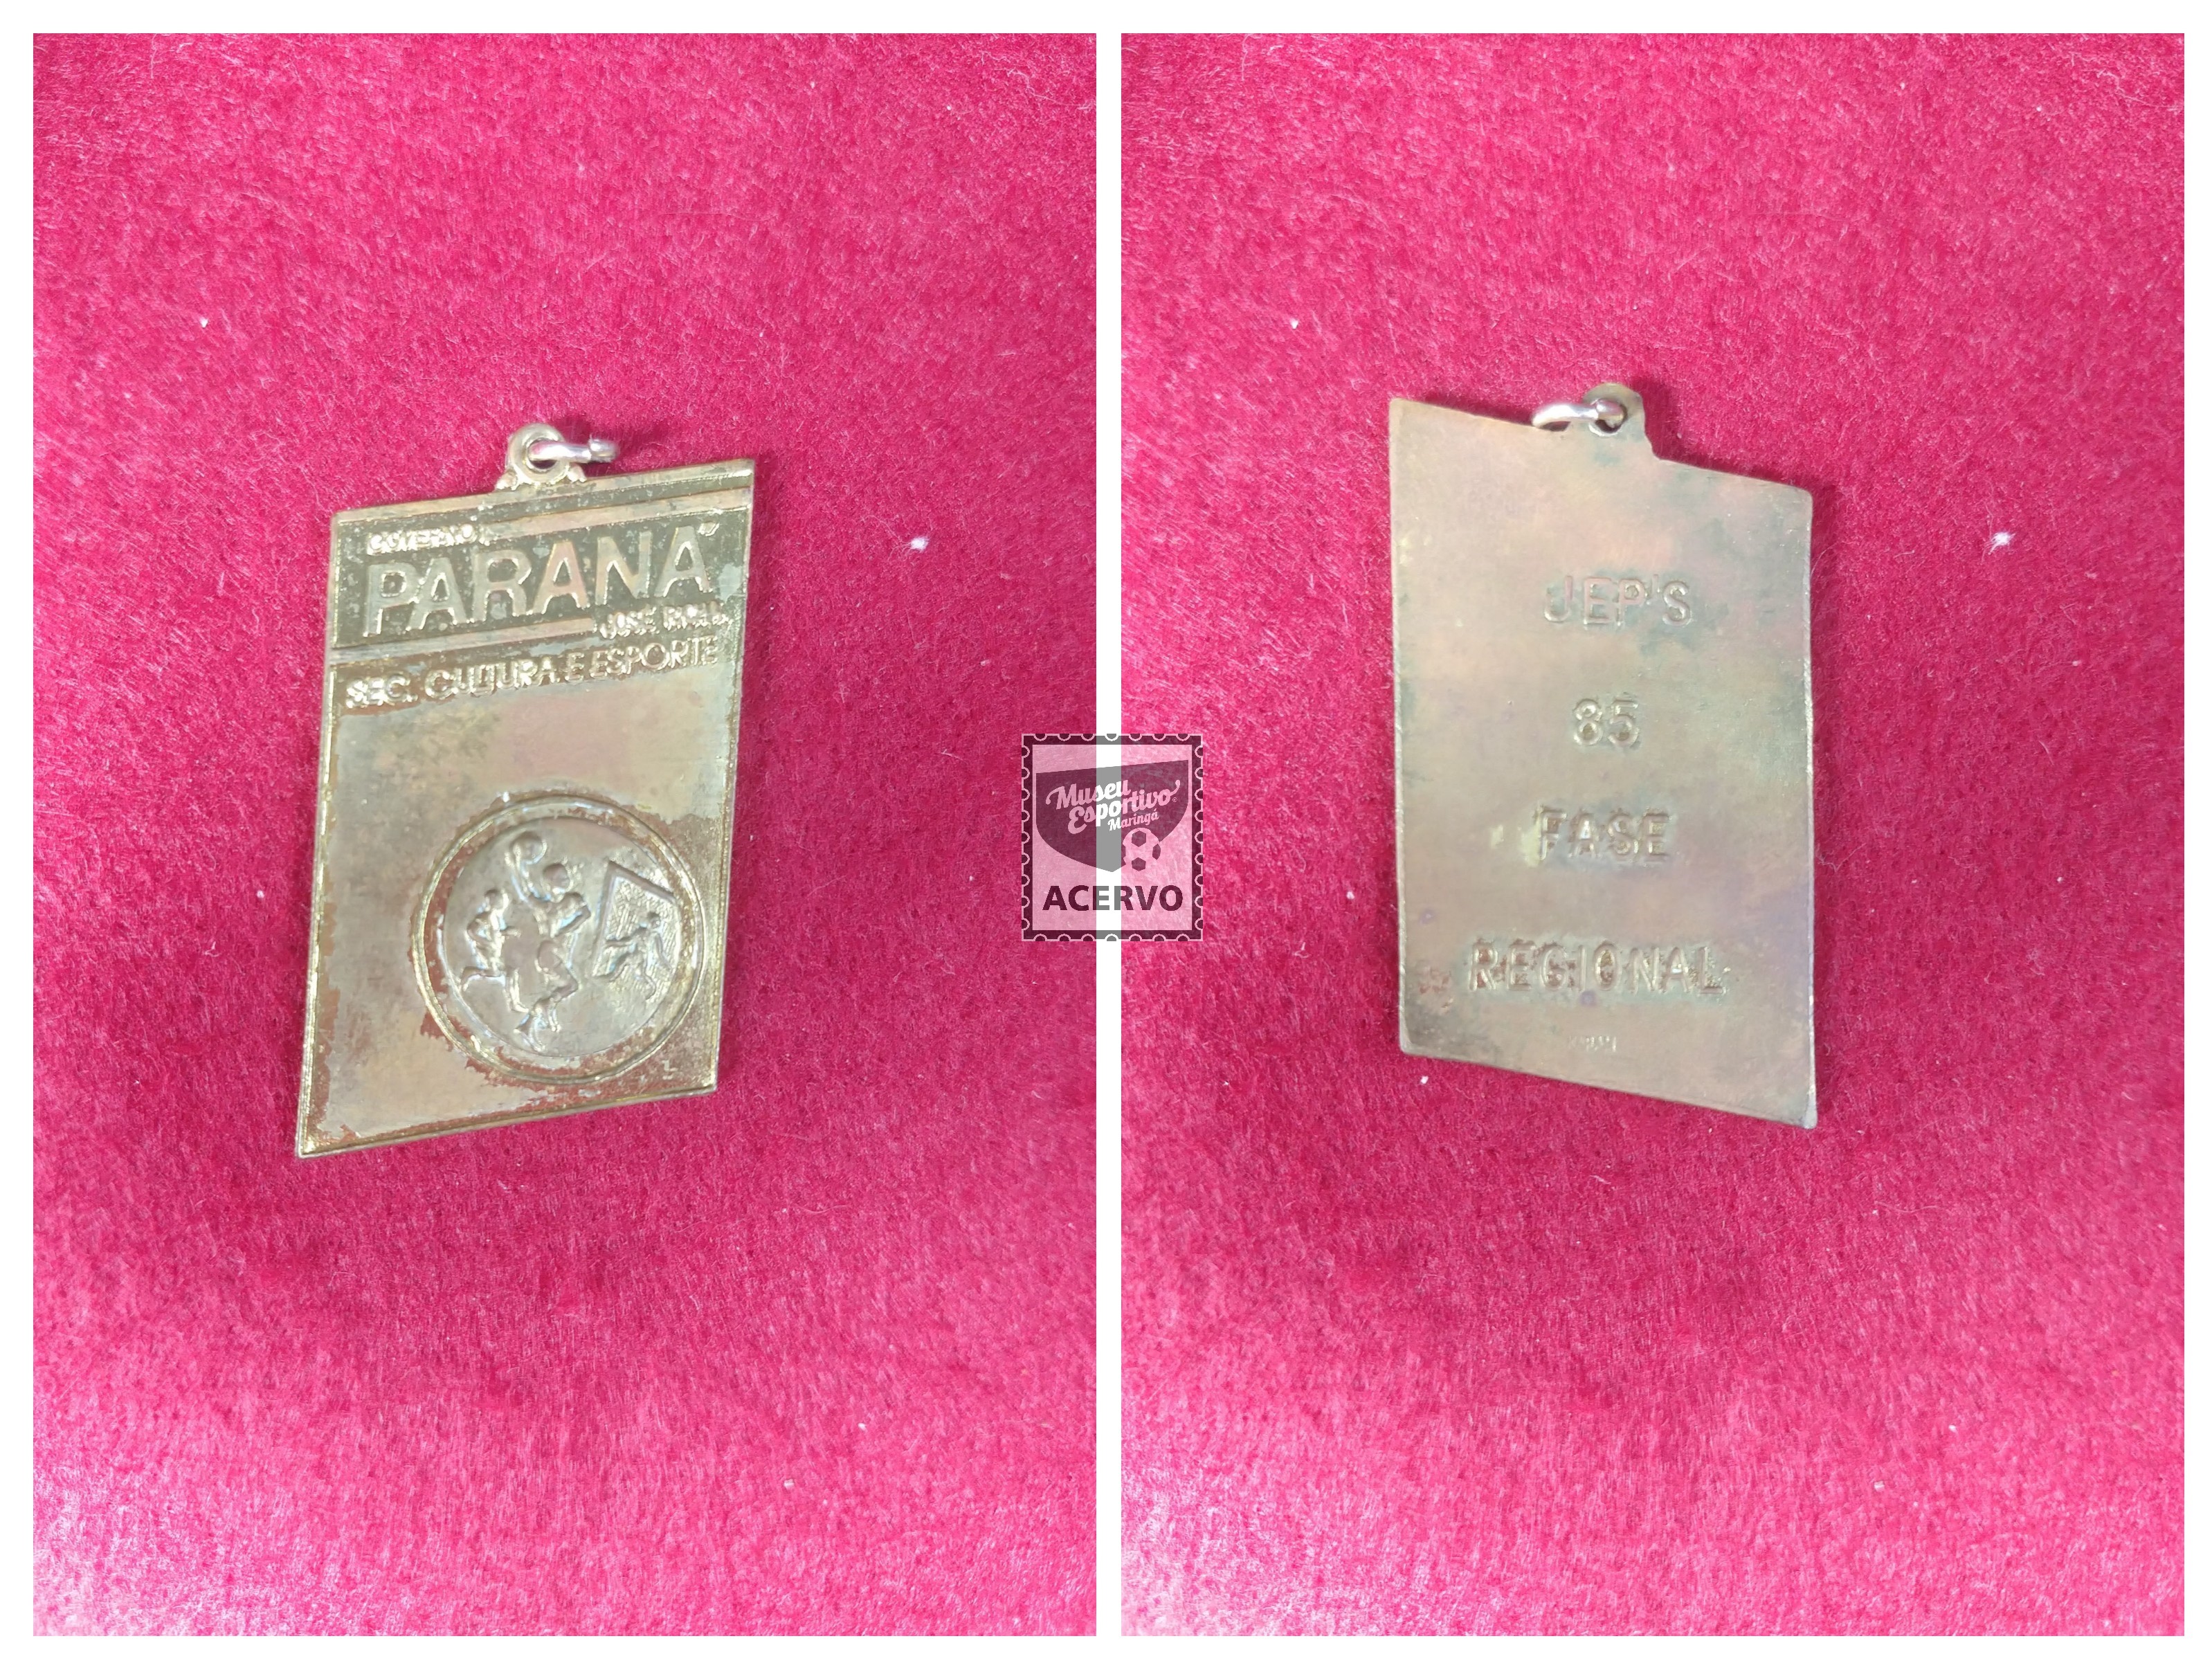 GOVERNO
PARANÁ
JOSÉ RICHA
SEC. CULTURA E ESPORTE
Museu
Esportivo
Maringá
ACERVO
JEP'S
85
FASE
REGIONAL